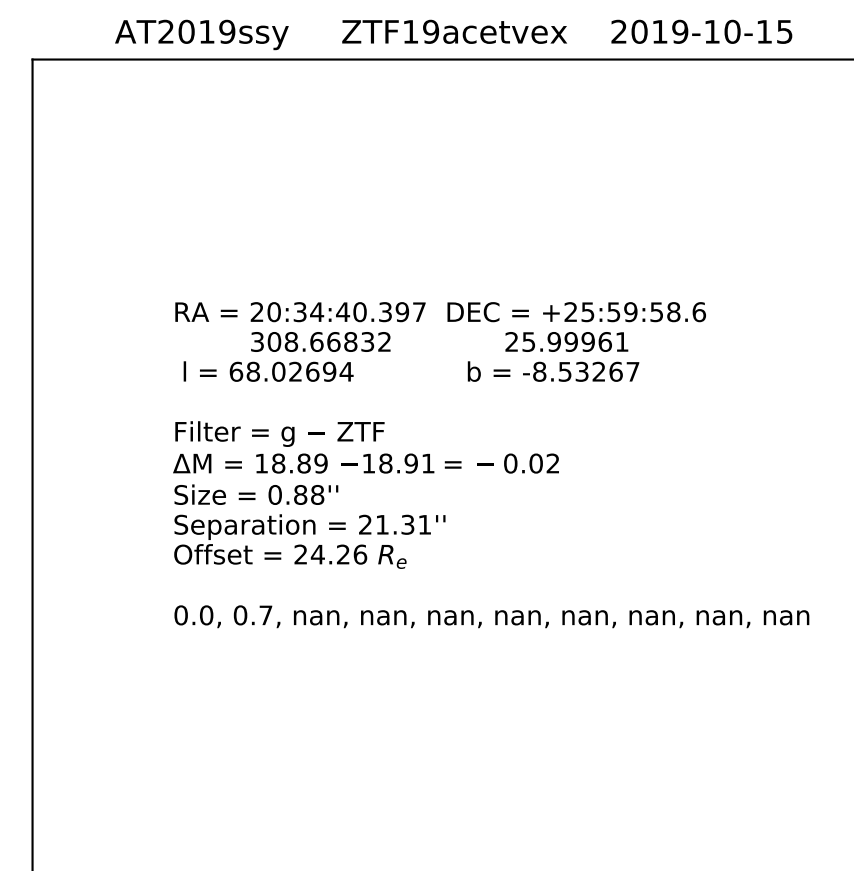 AT2019ssy ZTF19acetvex 2019-10-15
RA = 20:34:40.397 DEC = +25:59:58.6
308.66832 25.99961
l = 68.02694 b = -8.53267
Filter = g − ZTF
ΔM = 18.89 −18.91 = − 0.02
Size = 0.88''
Separation = 21.31''
Offset = 24.26 Re
0.0, 0.7, nan, nan, nan, nan, nan, nan, nan, nan